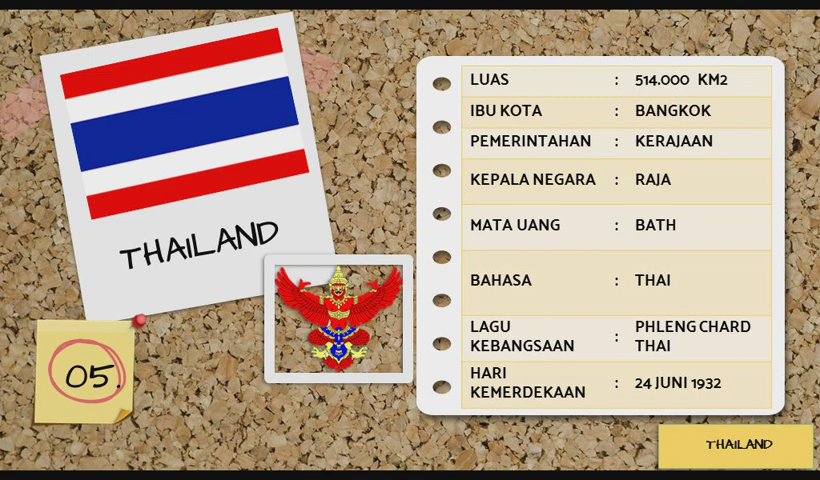 THAILAND
05.
LUAS : 514.000 KM2
IBU KOTA : BANGKOK
PEMERINTAHAN : KERAJAAN
KEPALA NEGARA : RAJA
MATA UANG : BATH
BAHASA : THAI
LAGU KEBANGSAAN : PHLENG CHARD THAI
HARI KEMERDEKAAN : 24 JUNI 1932
THAILAND